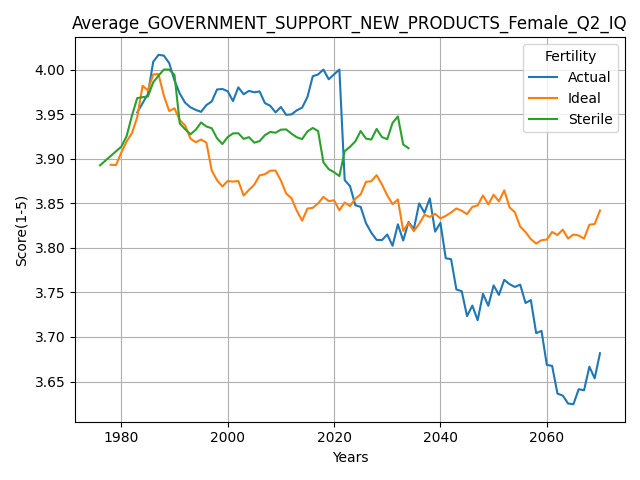 Average_GOVERNMENT_SUPPORT_NEW_PRODUCTS_Female_Q2_IQ
Fertility
Actual
Ideal
Sterile
Score(1-5)
4.00
3.95
3.90
3.85
3.80
3.75
3.70
3.65
1980 2000 2020 2040 2060
Years